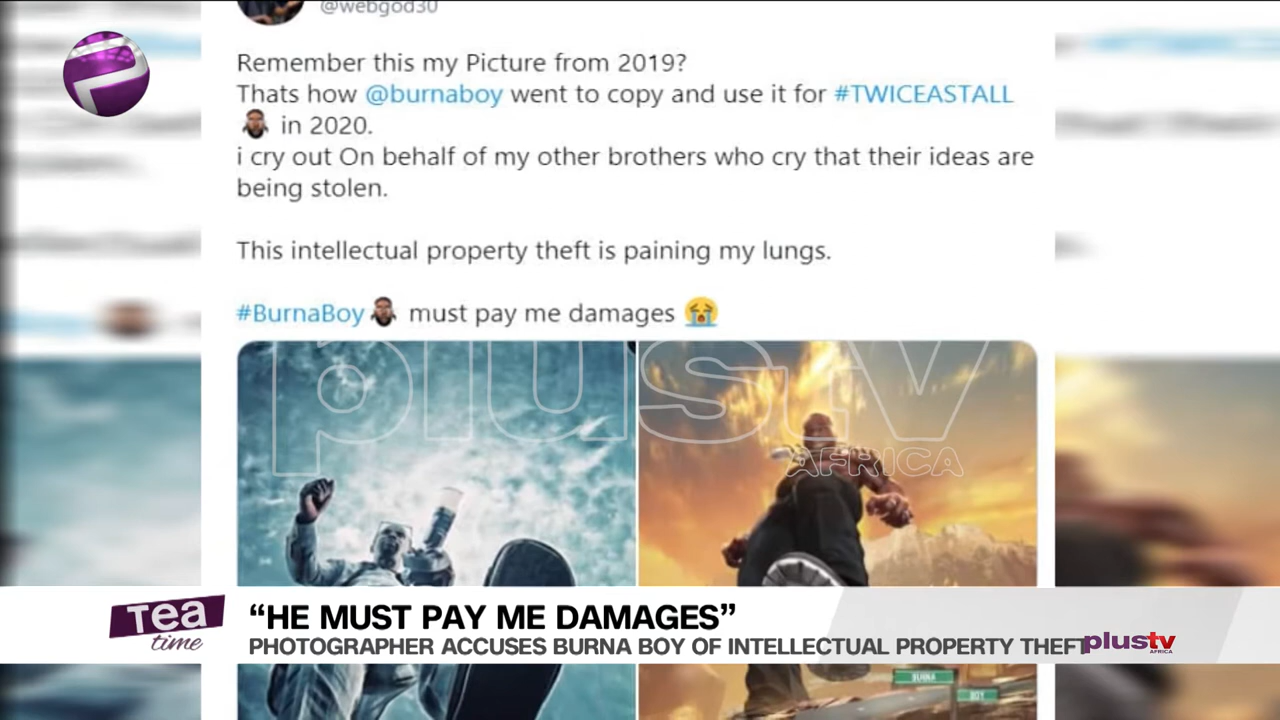 @webgod30
Remember this my Picture from 2019?
Thats how @burnaboy went to copy and use it for #TWICEASTALL
in 2020.
i cry out On behalf of my other brothers who cry that their ideas are
being stolen.
This intellectual property theft is paining my lungs.
#BurnaBoy must pay me damages
plustv
AFRICA
BURNA
BOY
Tea
time
“HE MUST PAY ME DAMAGES”
PHOTOGRAPHER ACCUSES BURNA BOY OF INTELLECTUAL PROPERTY THEFT
plustv
AFRICA